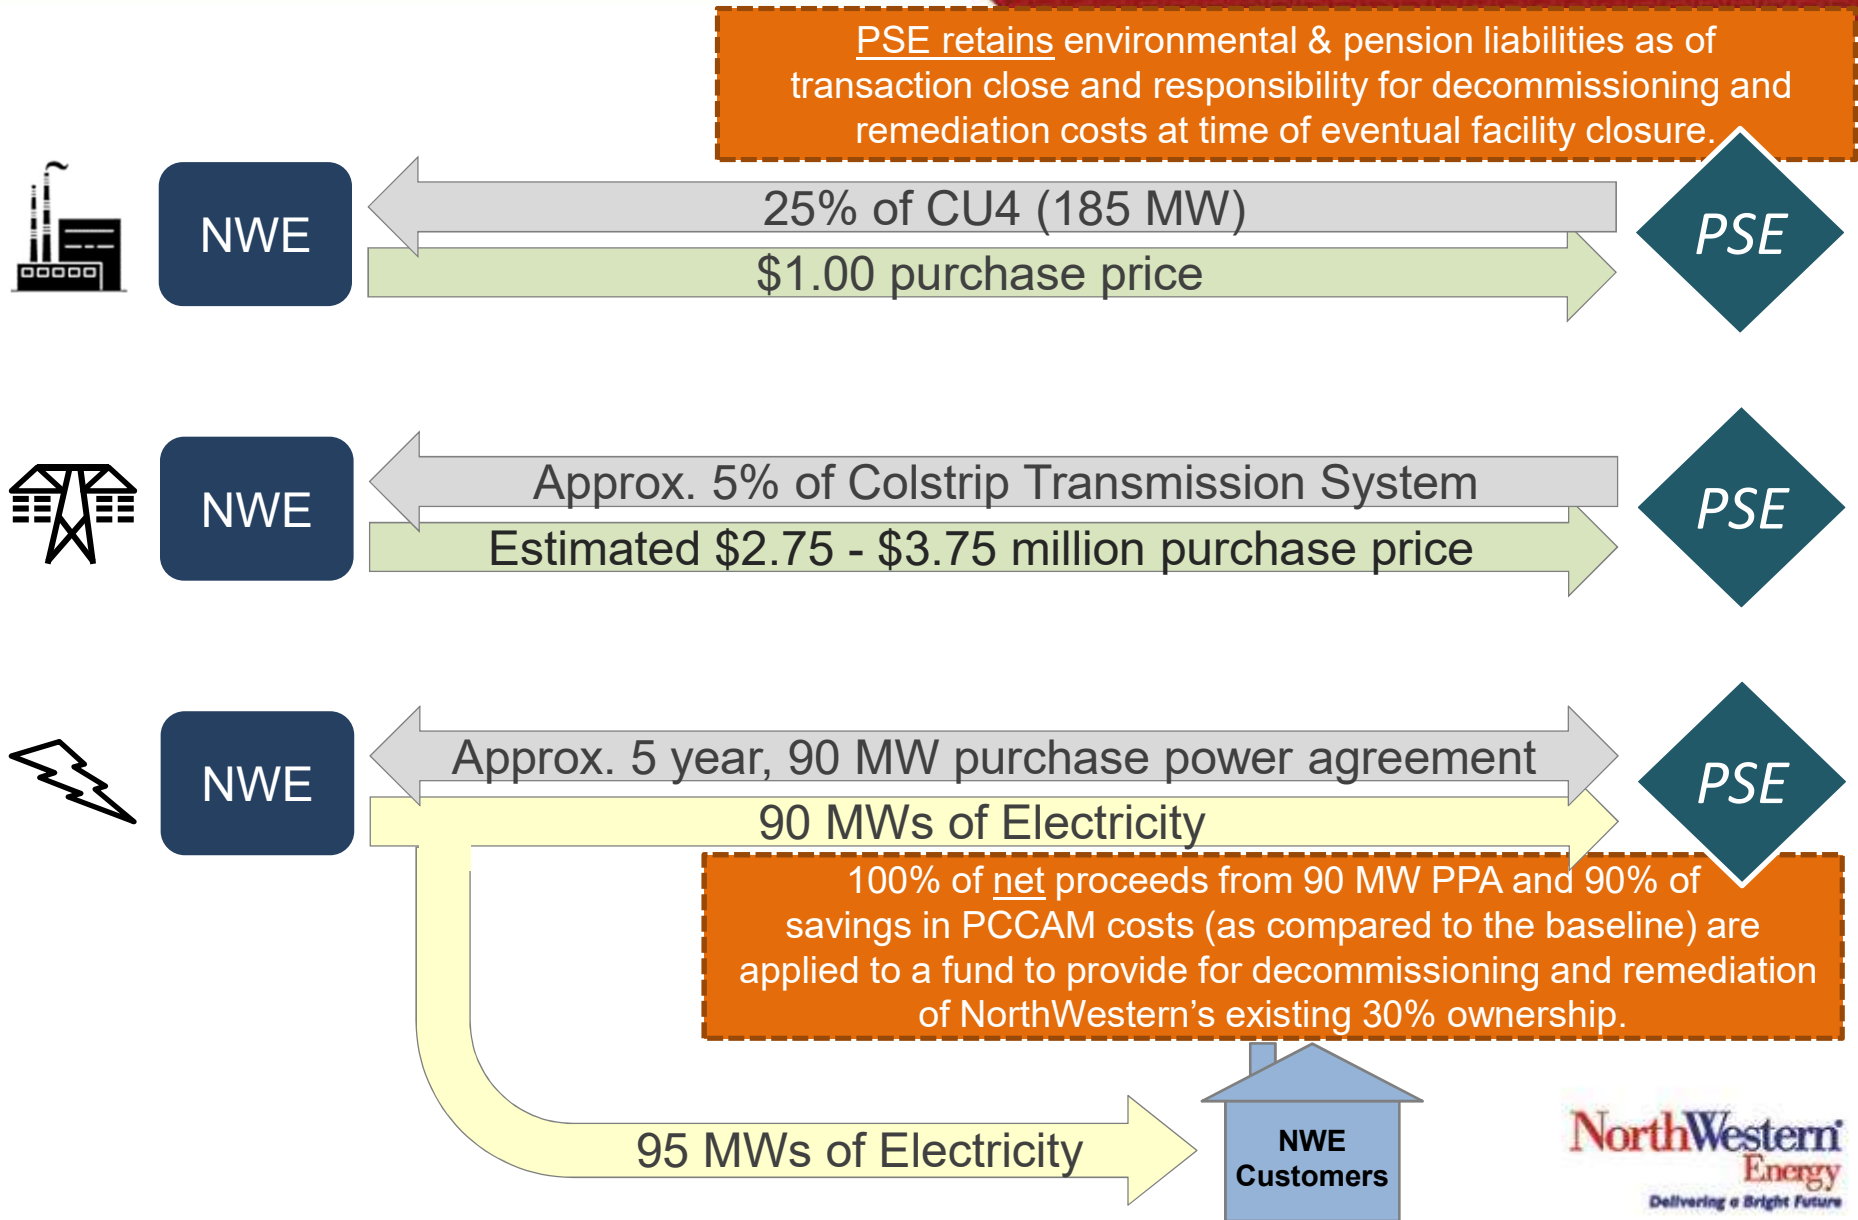 PSE retains environmental & pension liabilities as of
transaction close and responsibility for decommissioning and
remediation costs at time of eventual facility closure.
NWE
25% of CU4 (185 MW)
$1.00 purchase price
PSE
NWE
Approx. 5% of Colstrip Transmission System
Estimated $2.75 - $3.75 million purchase price
PSE
NWE
Approx. 5 year, 90 MW purchase power agreement
90 MWs of Electricity
PSE
100% of net proceeds from 90 MW PPA and 90% of
savings in PCCAM costs (as compared to the baseline) are
applied to a fund to provide for decommissioning and remediation
of NorthWestern’s existing 30% ownership.
95 MWs of Electricity
NWE
Customers
NorthWestern
Energy
Delivering a Bright Future